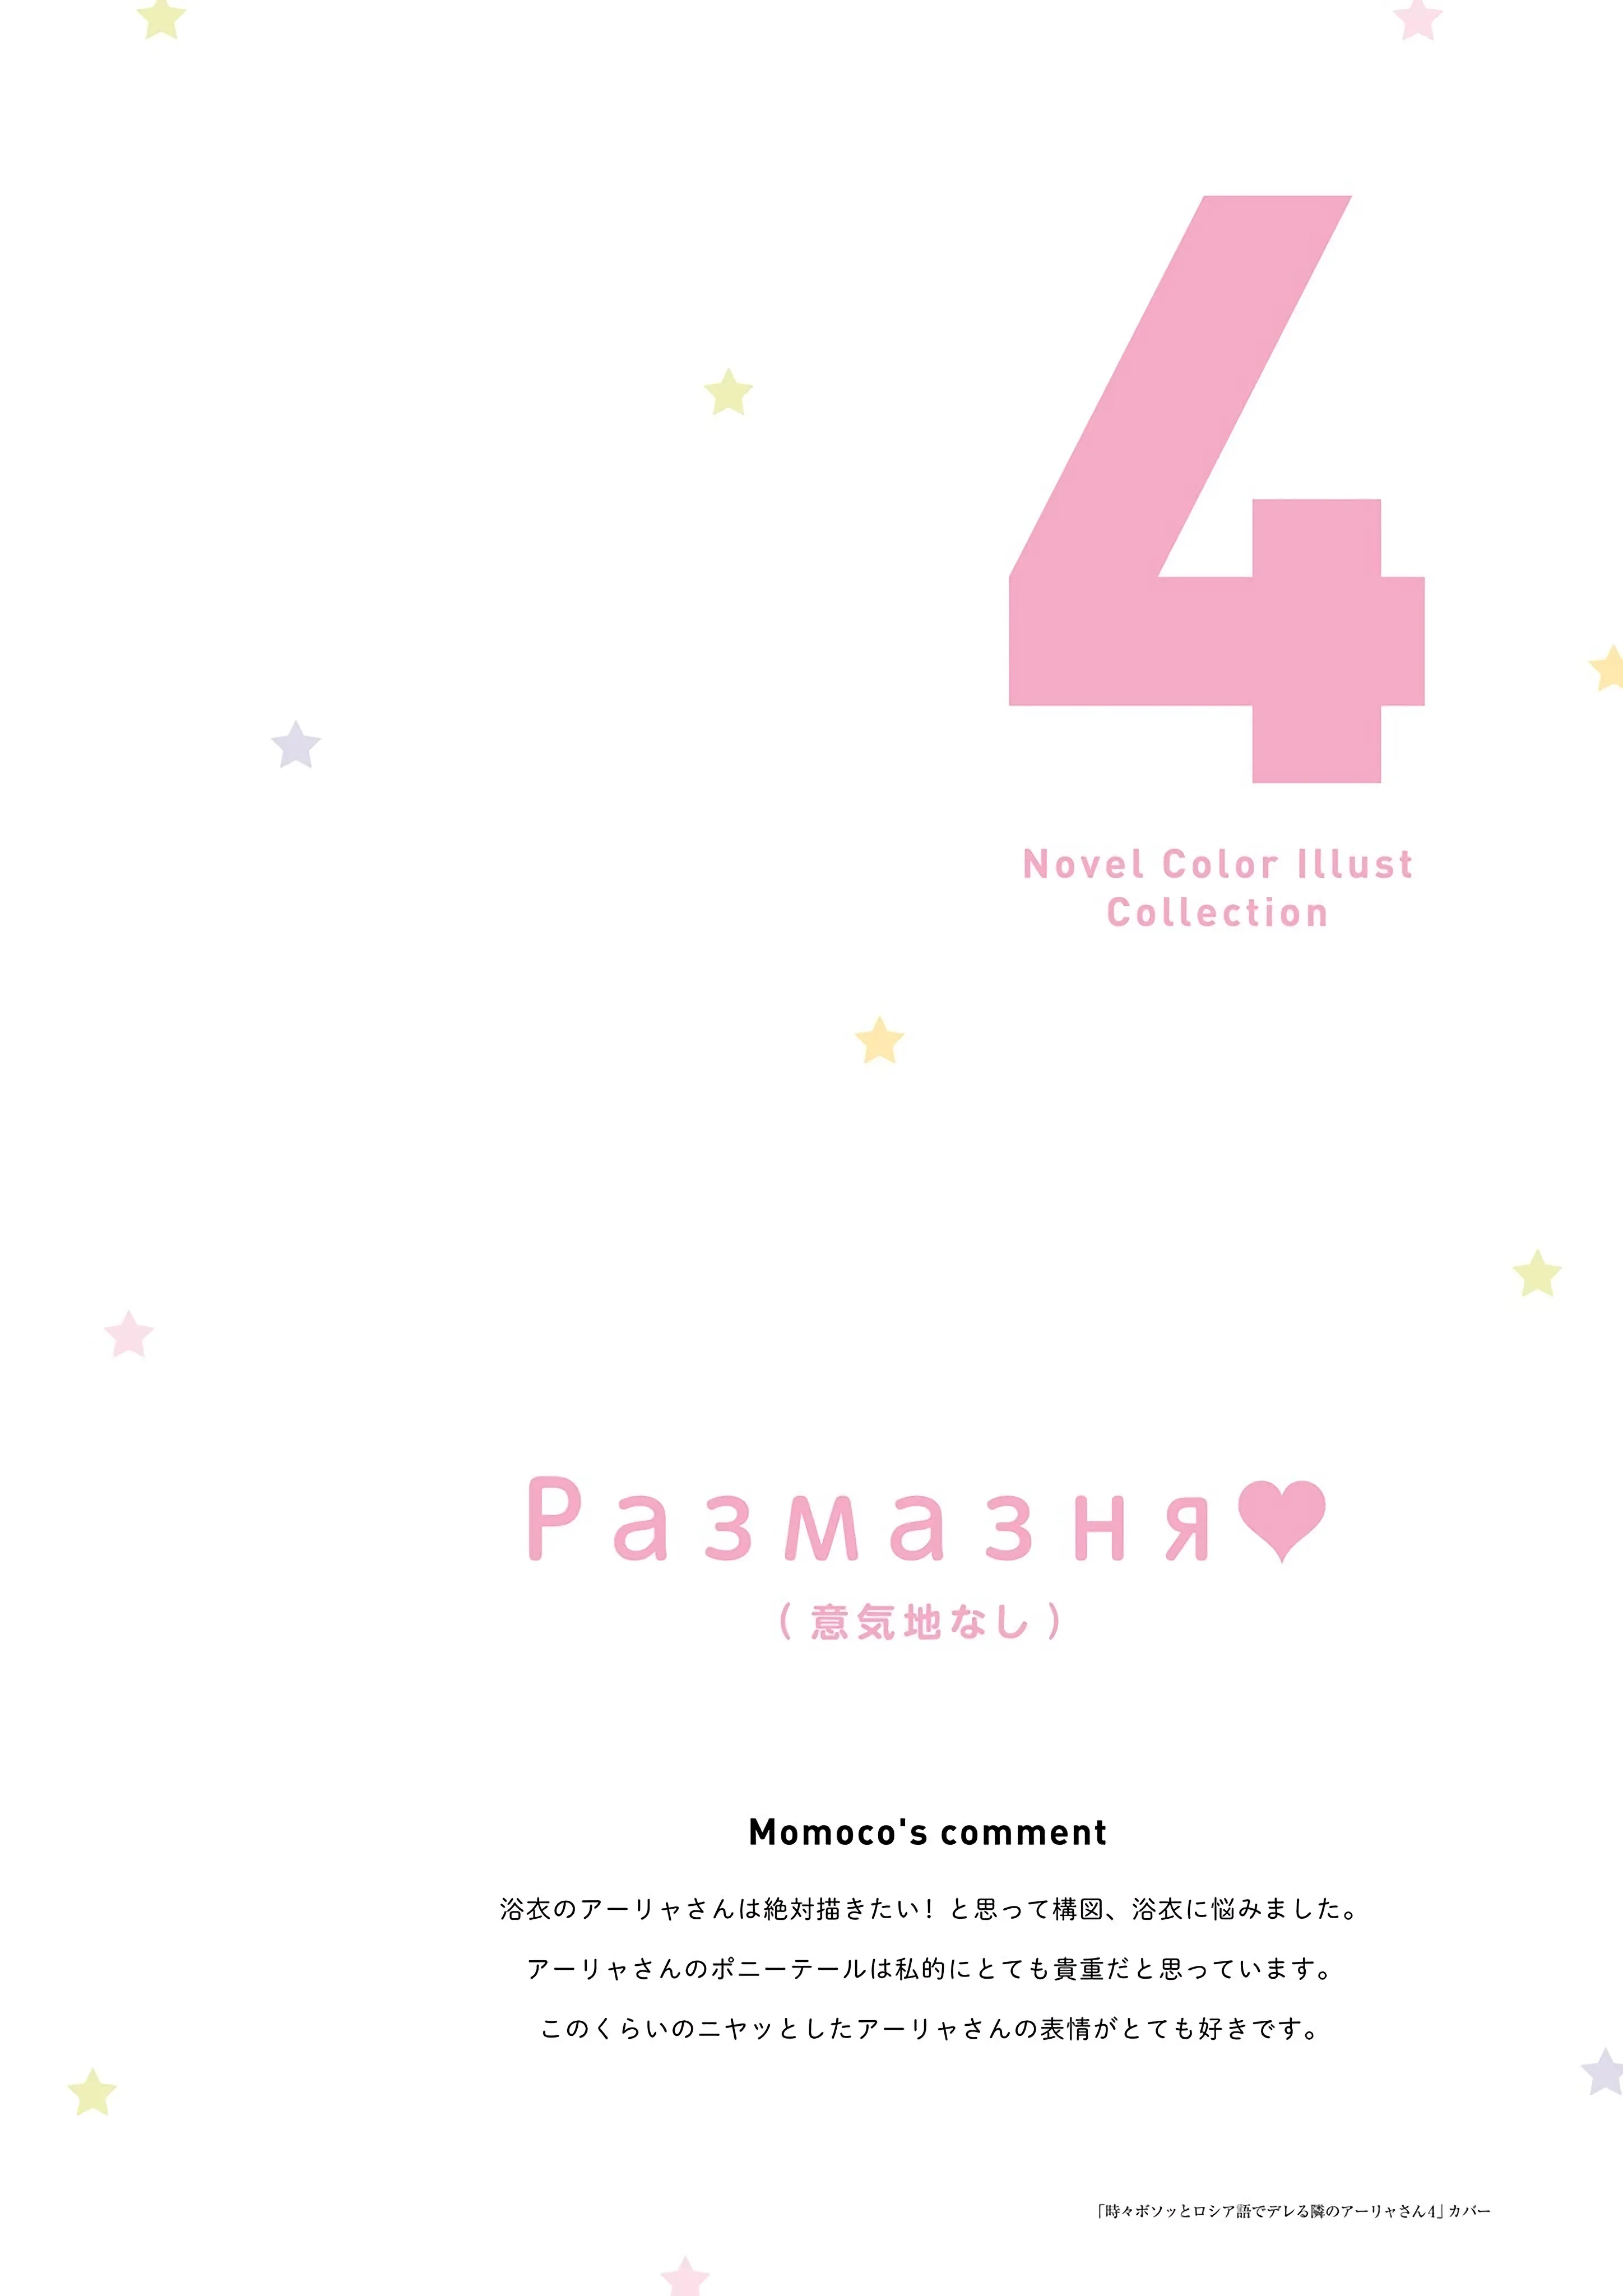 4
Novel Color Illust
Collection
Размазня♥
(意気地なし)
Momoco's comment
浴衣のアーリャさんは絶対描きたい! と思って構図、浴衣に悩みました。
アーリャさんのポニーテールは私的にとても貴重だと思っています。
このくらいのニヤッとしたアーリャさんの表情がとても好きです。
「時々ボソッとロシア語でデレる隣のアーリャさん4」カバー